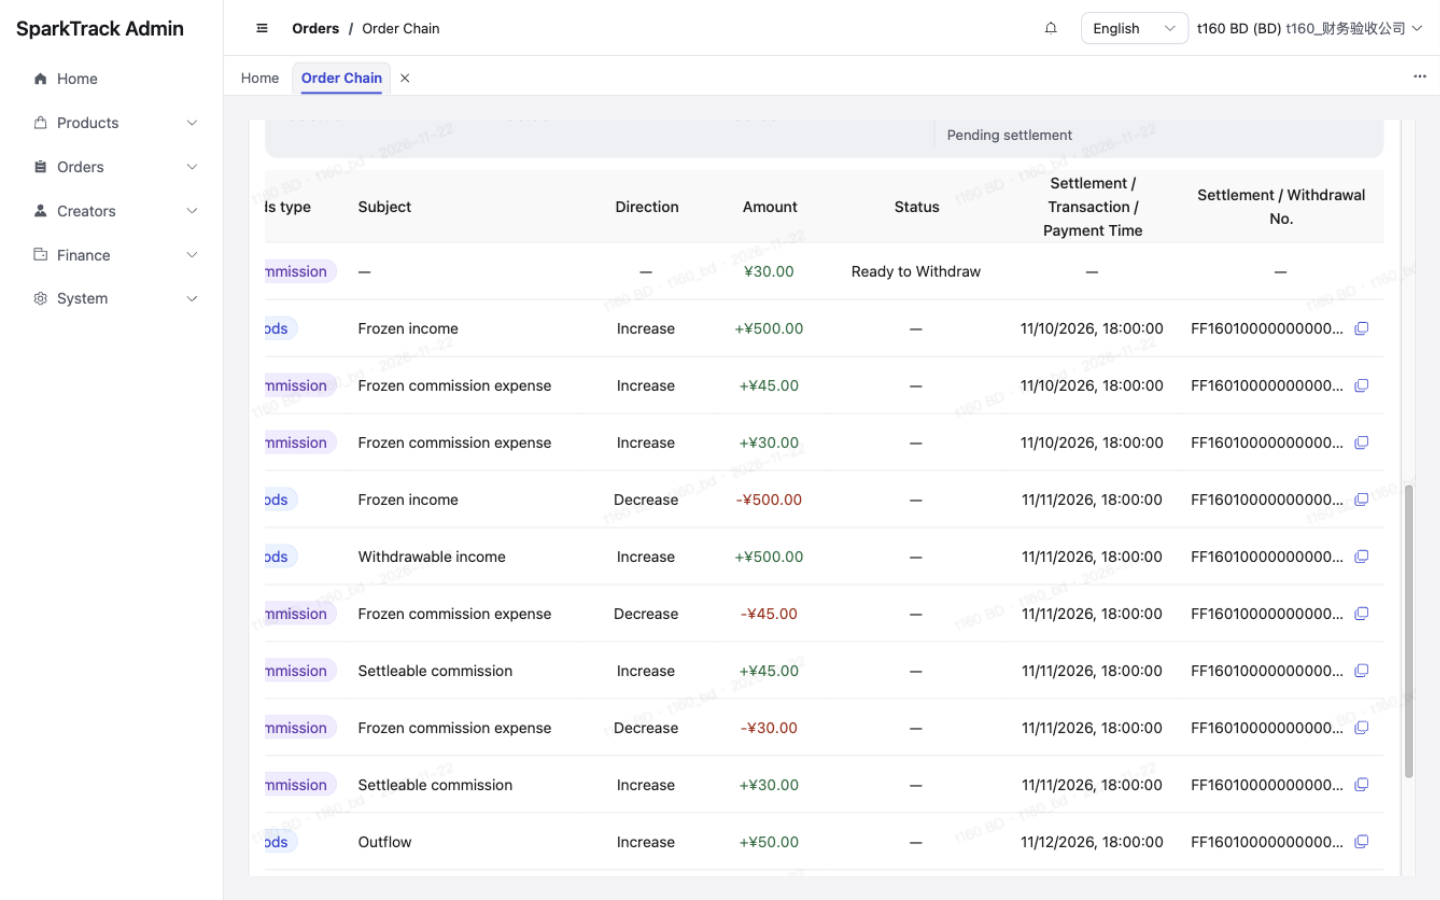 SparkTrack Admin
Orders / Order Chain
English
t160 BD (BD) t160_财务验收公司
Home
Products
Orders
Creators
Finance
System
Home
Order Chain
Pending settlement
ds type
Subject
Direction
Amount
Status
Settlement /
Transaction /
Payment Time
Settlement / Withdrawal
No.
mmission — — ¥30.00 Ready to Withdraw — —
ods Frozen income Increase +¥500.00 — 11/10/2026, 18:00:00 FF16010000000000...
mmission Frozen commission expense Increase +¥45.00 — 11/10/2026, 18:00:00 FF16010000000000...
mmission Frozen commission expense Increase +¥30.00 — 11/10/2026, 18:00:00 FF16010000000000...
ods Frozen income Decrease -¥500.00 — 11/11/2026, 18:00:00 FF16010000000000...
ods Withdrawable income Increase +¥500.00 — 11/11/2026, 18:00:00 FF16010000000000...
mmission Frozen commission expense Decrease -¥45.00 — 11/11/2026, 18:00:00 FF16010000000000...
mmission Settleable commission Increase +¥45.00 — 11/11/2026, 18:00:00 FF16010000000000...
mmission Frozen commission expense Decrease -¥30.00 — 11/11/2026, 18:00:00 FF16010000000000...
mmission Settleable commission Increase +¥30.00 — 11/11/2026, 18:00:00 FF16010000000000...
ods Outflow Increase +¥50.00 — 11/12/2026, 18:00:00 FF16010000000000...
t160 BD · t160_bd · 2026-11-22